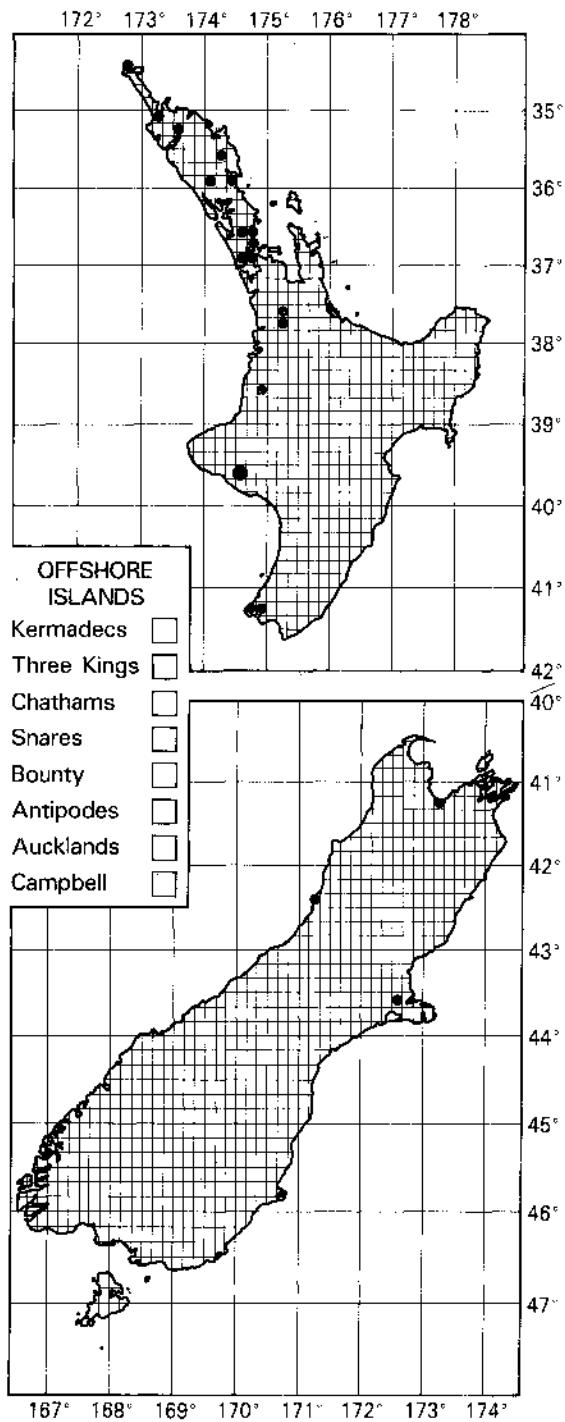 172° 173° 174° 175° 176° 177° 178°
35°
36°
37°
38°
39°
40°
41°
42°
OFFSHORE
ISLANDS
Kermadecs
Three Kings
Chathams
Snares
Bounty
Antipodes
Aucklands
Campbell
40°
41°
42°
43°
44°
45°
46°
47°
167° 168° 169° 170° 171° 172° 173° 174°